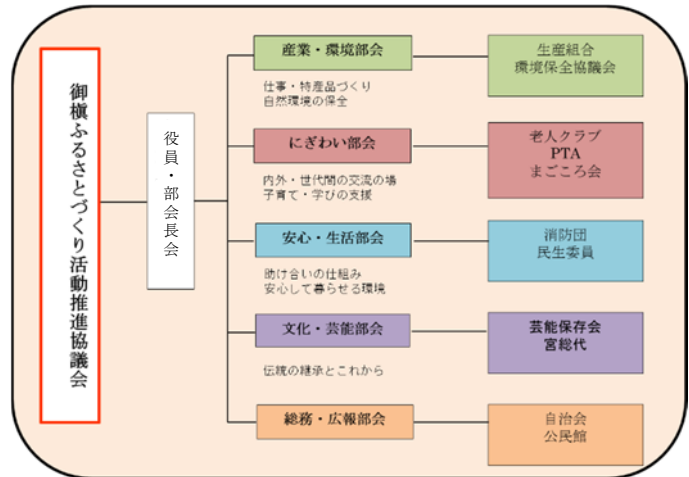 御槇ふるさとづくり活動推進協議会
役員・部会長会
産業・環境部会
仕事・特産品づくり
自然環境の保全
生産組合
環境保全協議会
にぎわい部会
内外・世代間の交流の場
子育て・学びの支援
老人クラブ
PTA
まごころ会
安心・生活部会
助け合いの仕組み
安心して暮らせる環境
消防団
民生委員
文化・芸能部会
伝統の継承とこれから
芸能保存会
宮総代
総務・広報部会
自治会
公民館